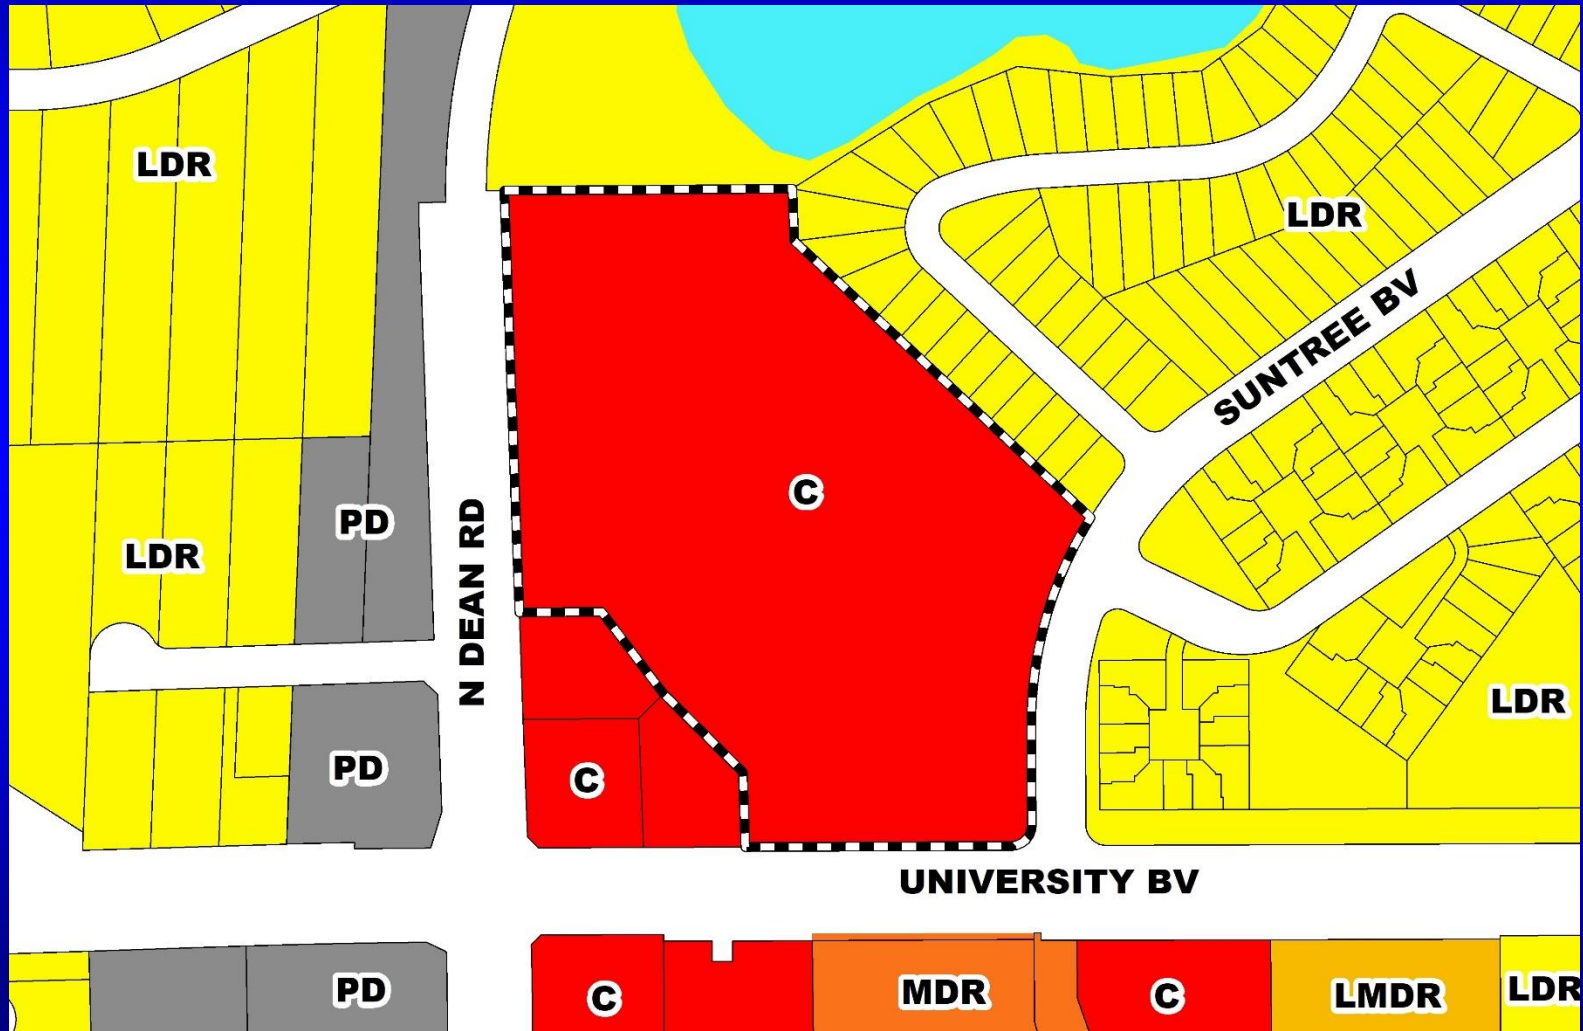 LDR
LDR
SUNTREE BV
C
PD
LDR
N DEAN RD
LDR
PD
C
UNIVERSITY BV
PD
C
MDR
C
LMDR
LDR